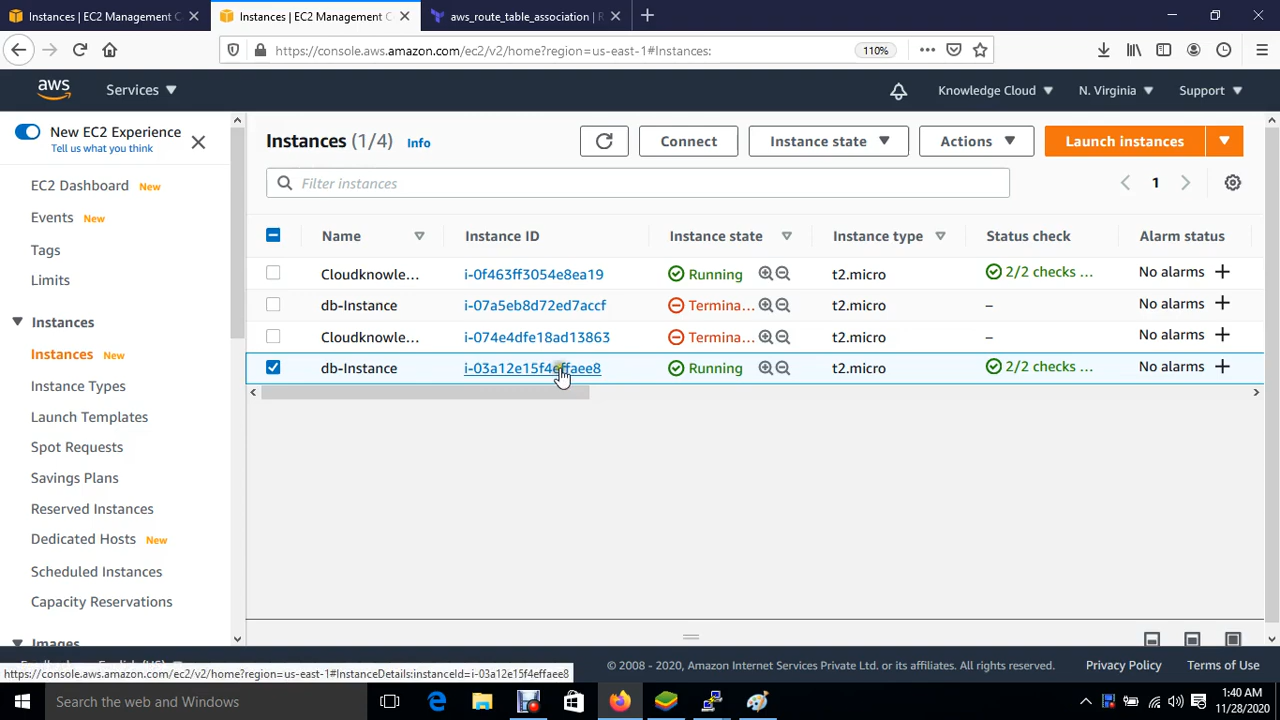 Instances | EC2 Management C
Instances | EC2 Management C
aws_route_table_association | R
https://console.aws.amazon.com/ec2/v2/home?region=us-east-1#Instances:
110%
aws
Services
Knowledge Cloud
N. Virginia
Support
New EC2 Experience
Tell us what you think
EC2 Dashboard New
Events New
Tags
Limits
Instances
Instances New
Instance Types
Launch Templates
Spot Requests
Savings Plans
Reserved Instances
Dedicated Hosts New
Scheduled Instances
Capacity Reservations
Images
Instances (1/4) Info
Connect
Instance state
Actions
Launch instances
Filter instances
1
Name Instance ID Instance state Instance type Status check Alarm status
Cloudknowle... i-0f463ff3054e8ea19 Running t2.micro 2/2 checks ... No alarms +
db-Instance i-07a5eb8d72ed7accf Termina... t2.micro – No alarms +
Cloudknowle... i-074e4dfe18ad13863 Termina... t2.micro – No alarms +
db-Instance i-03a12e15f4effaee8 Running t2.micro 2/2 checks ... No alarms +
© 2008 - 2020, Amazon Internet Services Private Ltd. or its affiliates. All rights reserved.
Privacy Policy
Terms of Use
https://console.aws.amazon.com/ec2/v2/home?region=us-east-1#InstanceDetails:instanceId=i-03a12e15f4effaee8
Search the web and Windows
1:40 AM
11/28/2020